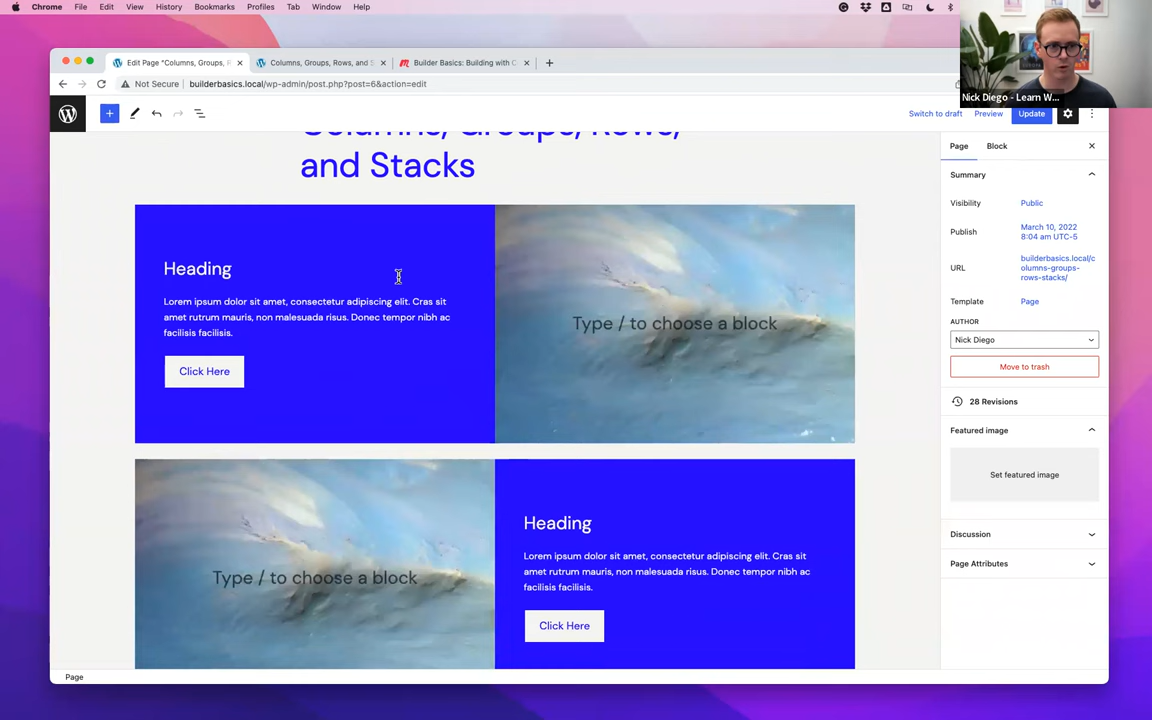 Chrome File Edit View History Bookmarks Profiles Tab Window Help
Edit Page "Columns, Groups, R
Columns, Groups, Rows, and S
Builder Basics: Building with C
Not Secure builderbasics.local/wp-admin/post.php?post=6&action=edit
Nick Diego - Learn W...
Switch to draft Preview Update
Columns, Groups, Rows,
and Stacks
Heading
Lorem ipsum dolor sit amet, consectetur adipiscing elit. Cras sit
amet rutrum mauris, non malesuada risus. Donec tempor nibh ac
facilisis facilisis.
Click Here
Type / to choose a block
Type / to choose a block
Heading
Lorem ipsum dolor sit amet, consectetur adipiscing elit. Cras sit
amet rutrum mauris, non malesuada risus. Donec tempor nibh ac
facilisis facilisis.
Click Here
Page Block
Summary
Visibility Public
Publish March 10, 2022
8:04 am UTC-5
URL builderbasics.local/c
olumns-groups-
rows-stacks/
Template Page
AUTHOR
Nick Diego
Move to trash
28 Revisions
Featured image
Set featured image
Discussion
Page Attributes
Page